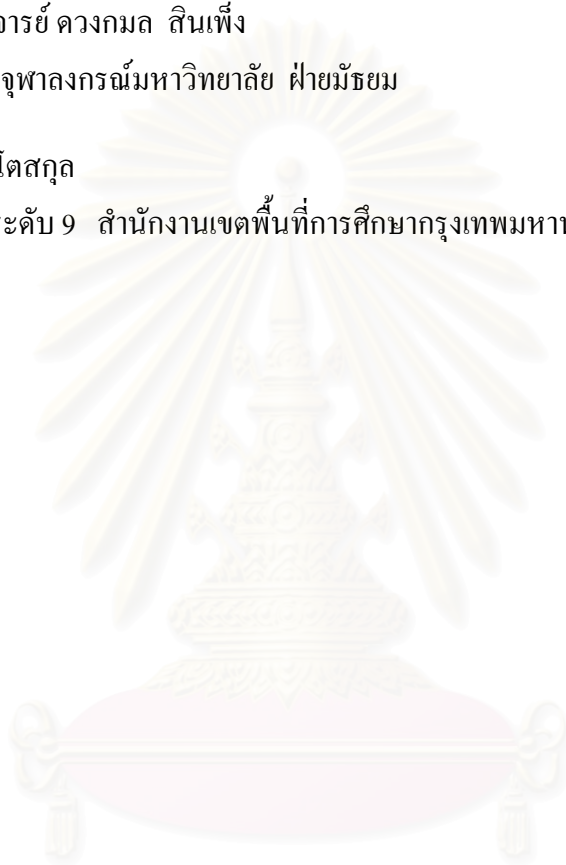 จารย์ ดวงกมล สินเพ็ง
จุฬาลงกรณ์มหาวิทยาลัย ฝ่ายมัธยม
โตสกุล
ระดับ 9 สำนักงานเขตพื้นที่การศึกษากรุงเทพมหา